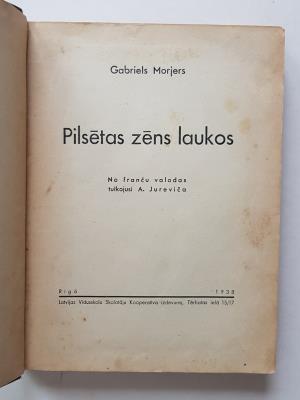 Gabriels Morjers
Pilsētas zēns laukos
No franču valodas
tulkojusi A. Jureviča
Rīgā 1938
Latvijas Vidusskolu Skolotāju Kooperatīva izdevums, Tērbatas ielā 15/17